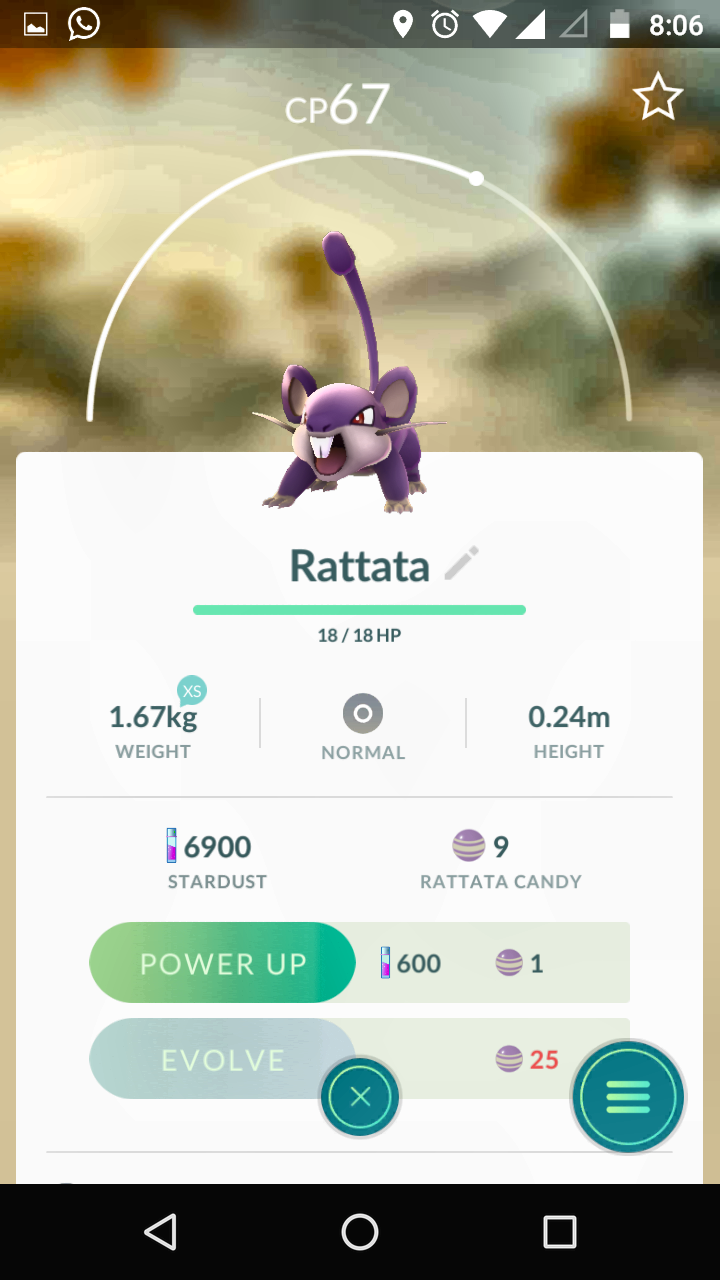 8:06
CP67
Rattata
18 / 18 HP
XS
1.67kg
WEIGHT
NORMAL
0.24m
HEIGHT
6900
STARDUST
9
RATTATA CANDY
POWER UP 600 1
EVOLVE 25